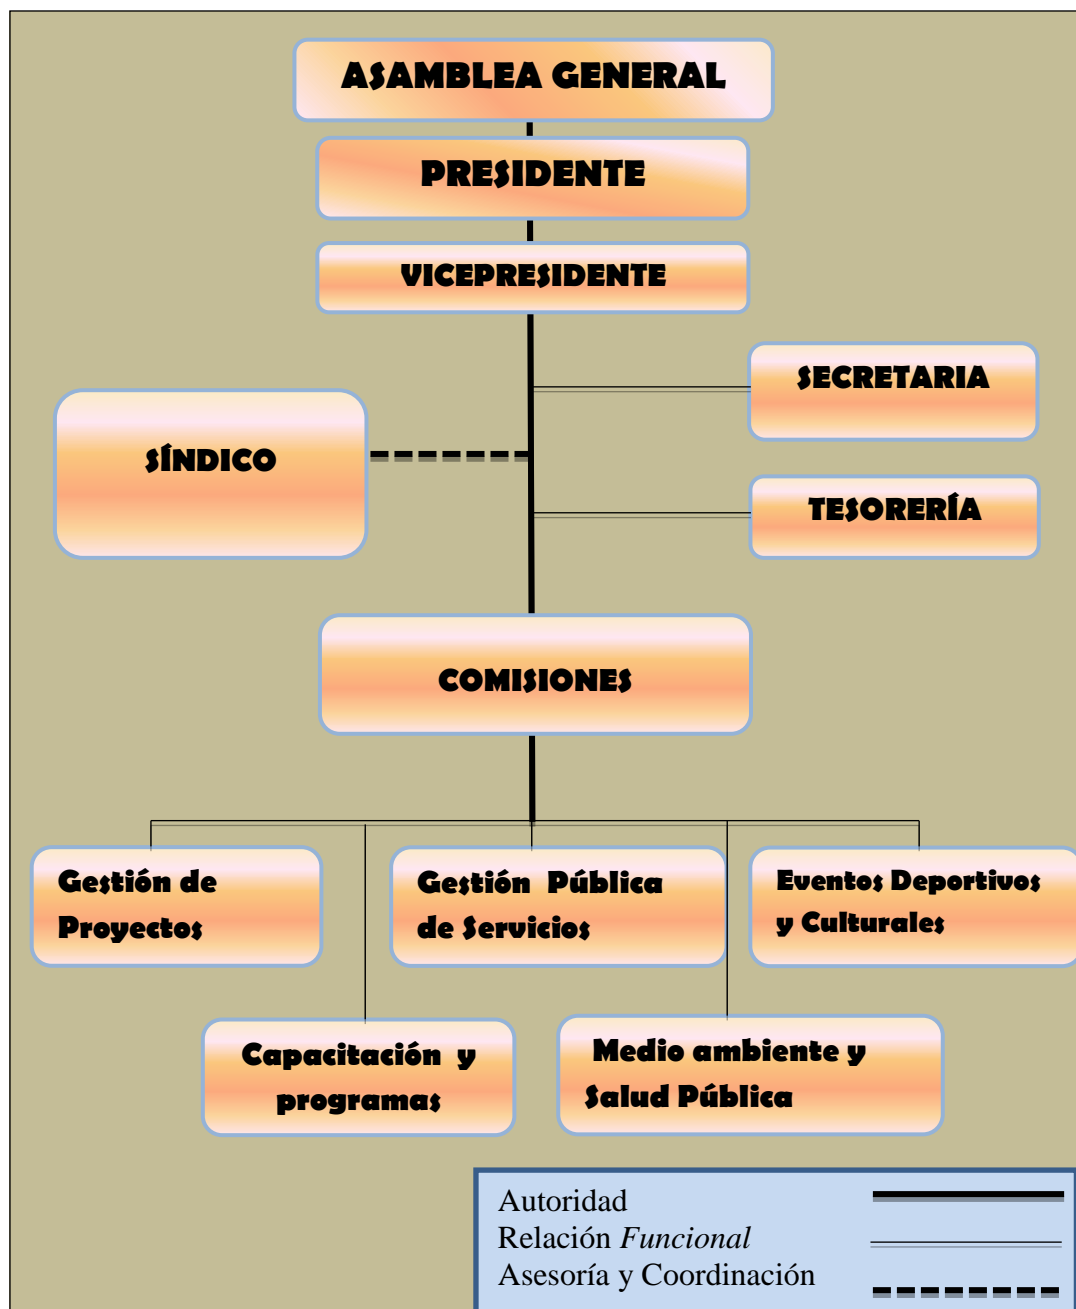 ASAMBLEA GENERAL
PRESIDENTE
VICEPRESIDENTE
SECRETARIA
SÍNDICO
TESORERÍA
COMISIONES
Gestión de
Proyectos
Gestión Pública
de Servicios
Eventos Deportivos
y Culturales
Capacitación y
programas
Medio ambiente y
Salud Pública
Autoridad
Relación Funcional
Asesoría y Coordinación